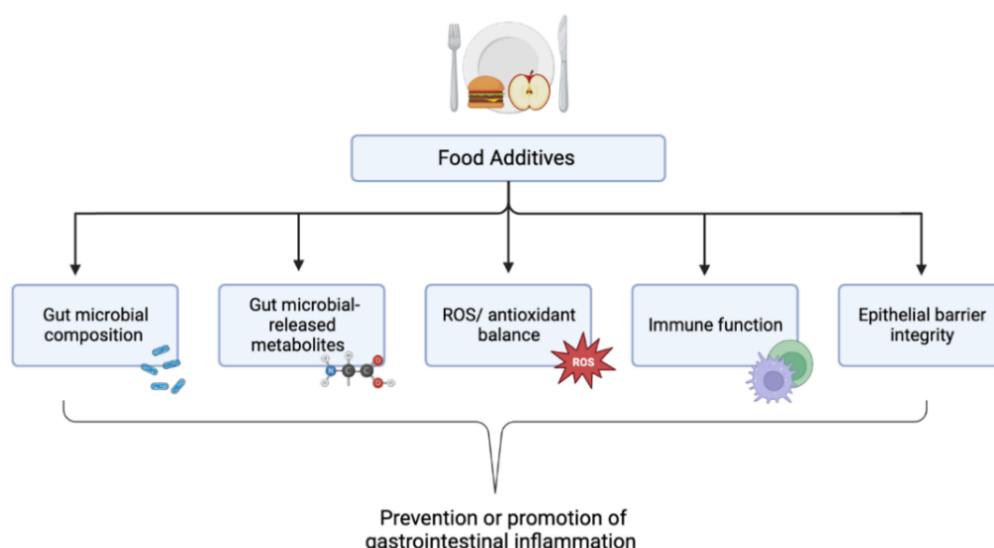 Food Additives
Gut microbial
composition
Gut microbial-
released
metabolites
ROS/ antioxidant
balance
ROS
Immune function
Epithelial barrier
integrity
N
C
C
O
O
H
H
H
H
Prevention or promotion of
gastrointestinal inflammation